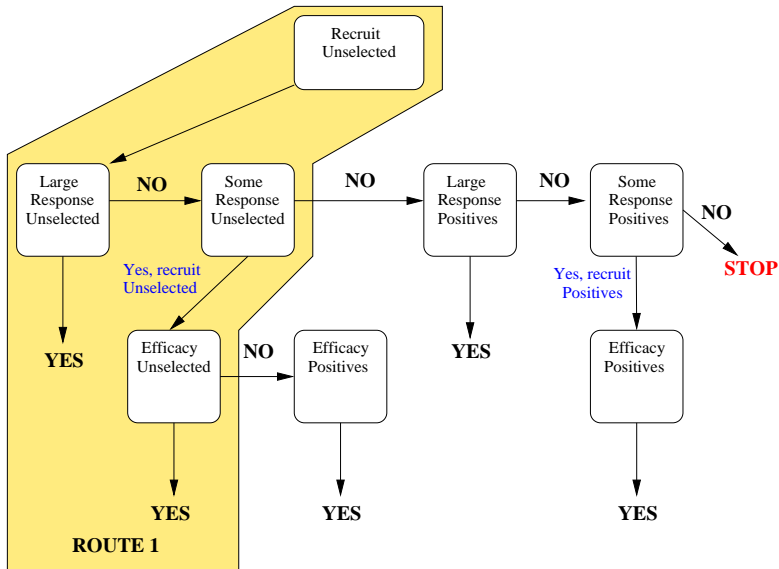 Recruit
Unselected
Large
Response
Unselected
NO
Some
Response
Unselected
NO
Large
Response
Positives
NO
Some
Response
Positives
NO
STOP
Yes, recruit
Unselected
Yes, recruit
Positives
YES
Efficacy
Unselected
NO
Efficacy
Positives
YES
Efficacy
Positives
YES
YES
YES
ROUTE 1